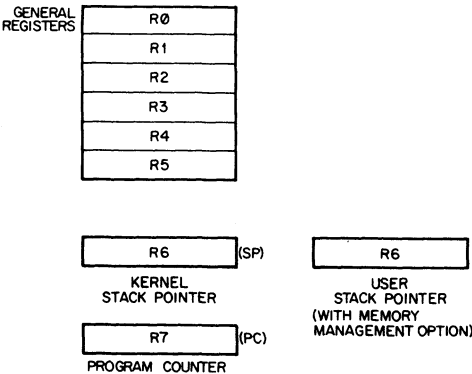 GENERAL
REGISTERS
RØ
R1
R2
R3
R4
R5
R6
(SP)
KERNEL
STACK POINTER
R6
USER
STACK POINTER
(WITH MEMORY
MANAGEMENT OPTION)
R7
(PC)
PROGRAM COUNTER